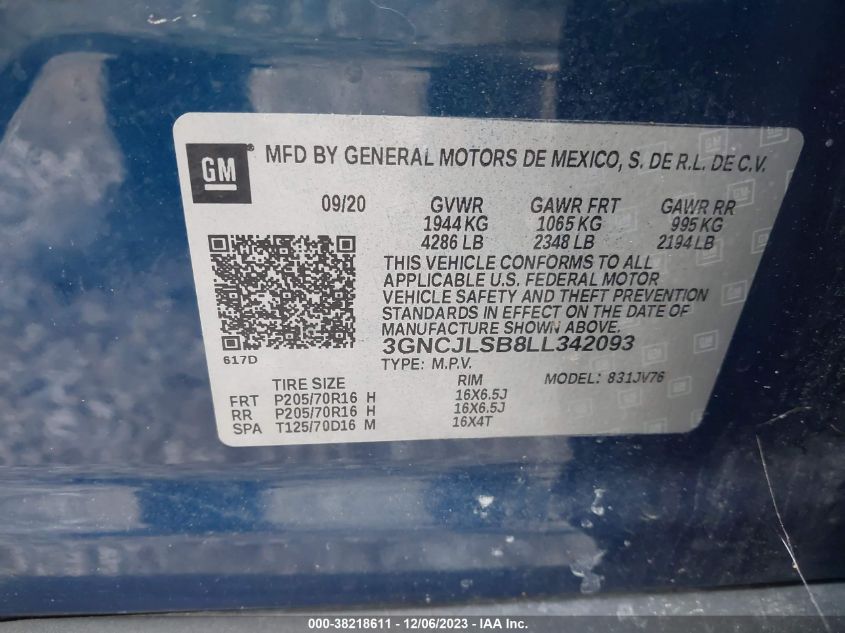 GM MFD BY GENERAL MOTORS DE MEXICO, S. DE R.L. DE C.V.
09/20 GVWR GAWR FRT GAWR RR
1944 KG 1065 KG 995 KG
4286 LB 2348 LB 2194 LB
THIS VEHICLE CONFORMS TO ALL
APPLICABLE U.S. FEDERAL MOTOR
VEHICLE SAFETY AND THEFT PREVENTION
STANDARDS IN EFFECT ON THE DATE OF
MANUFACTURE SHOWN ABOVE.
617D 3GNCJLSB8LL342093
TYPE: M.P.V.
TIRE SIZE RIM MODEL: 831JV76
FRT P205/70R16 H 16X6.5J
RR P205/70R16 H 16X6.5J
SPA T125/70D16 M 16X4T
000-38218611 - 12/06/2023 - IAAI.com